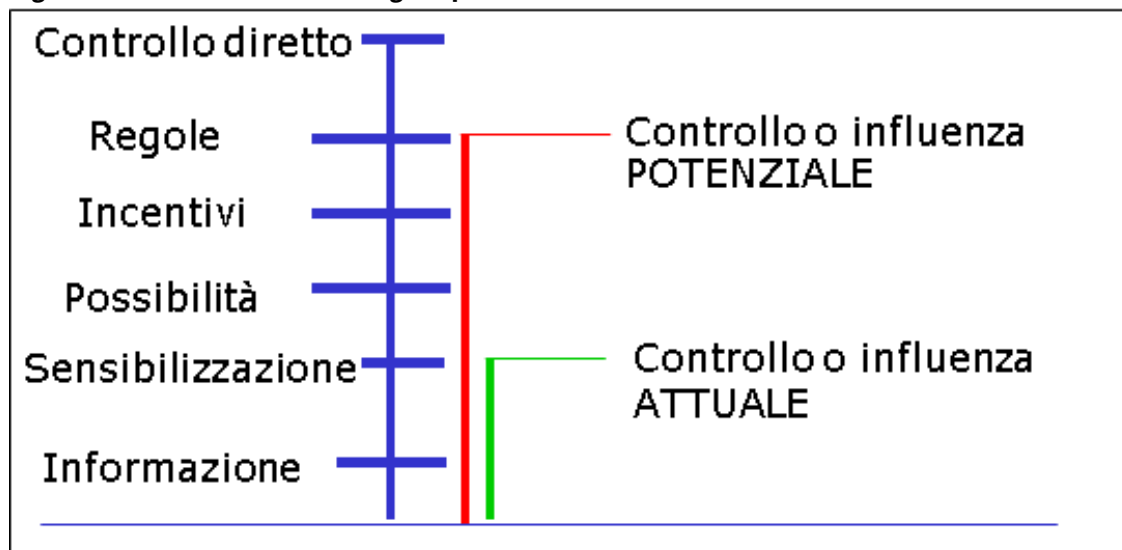 Controllo diretto
Regole
Controllo o influenza
POTENZIALE
Incentivi
Possibilità
Sensibilizzazione
Controllo o influenza
ATTUALE
Informazione